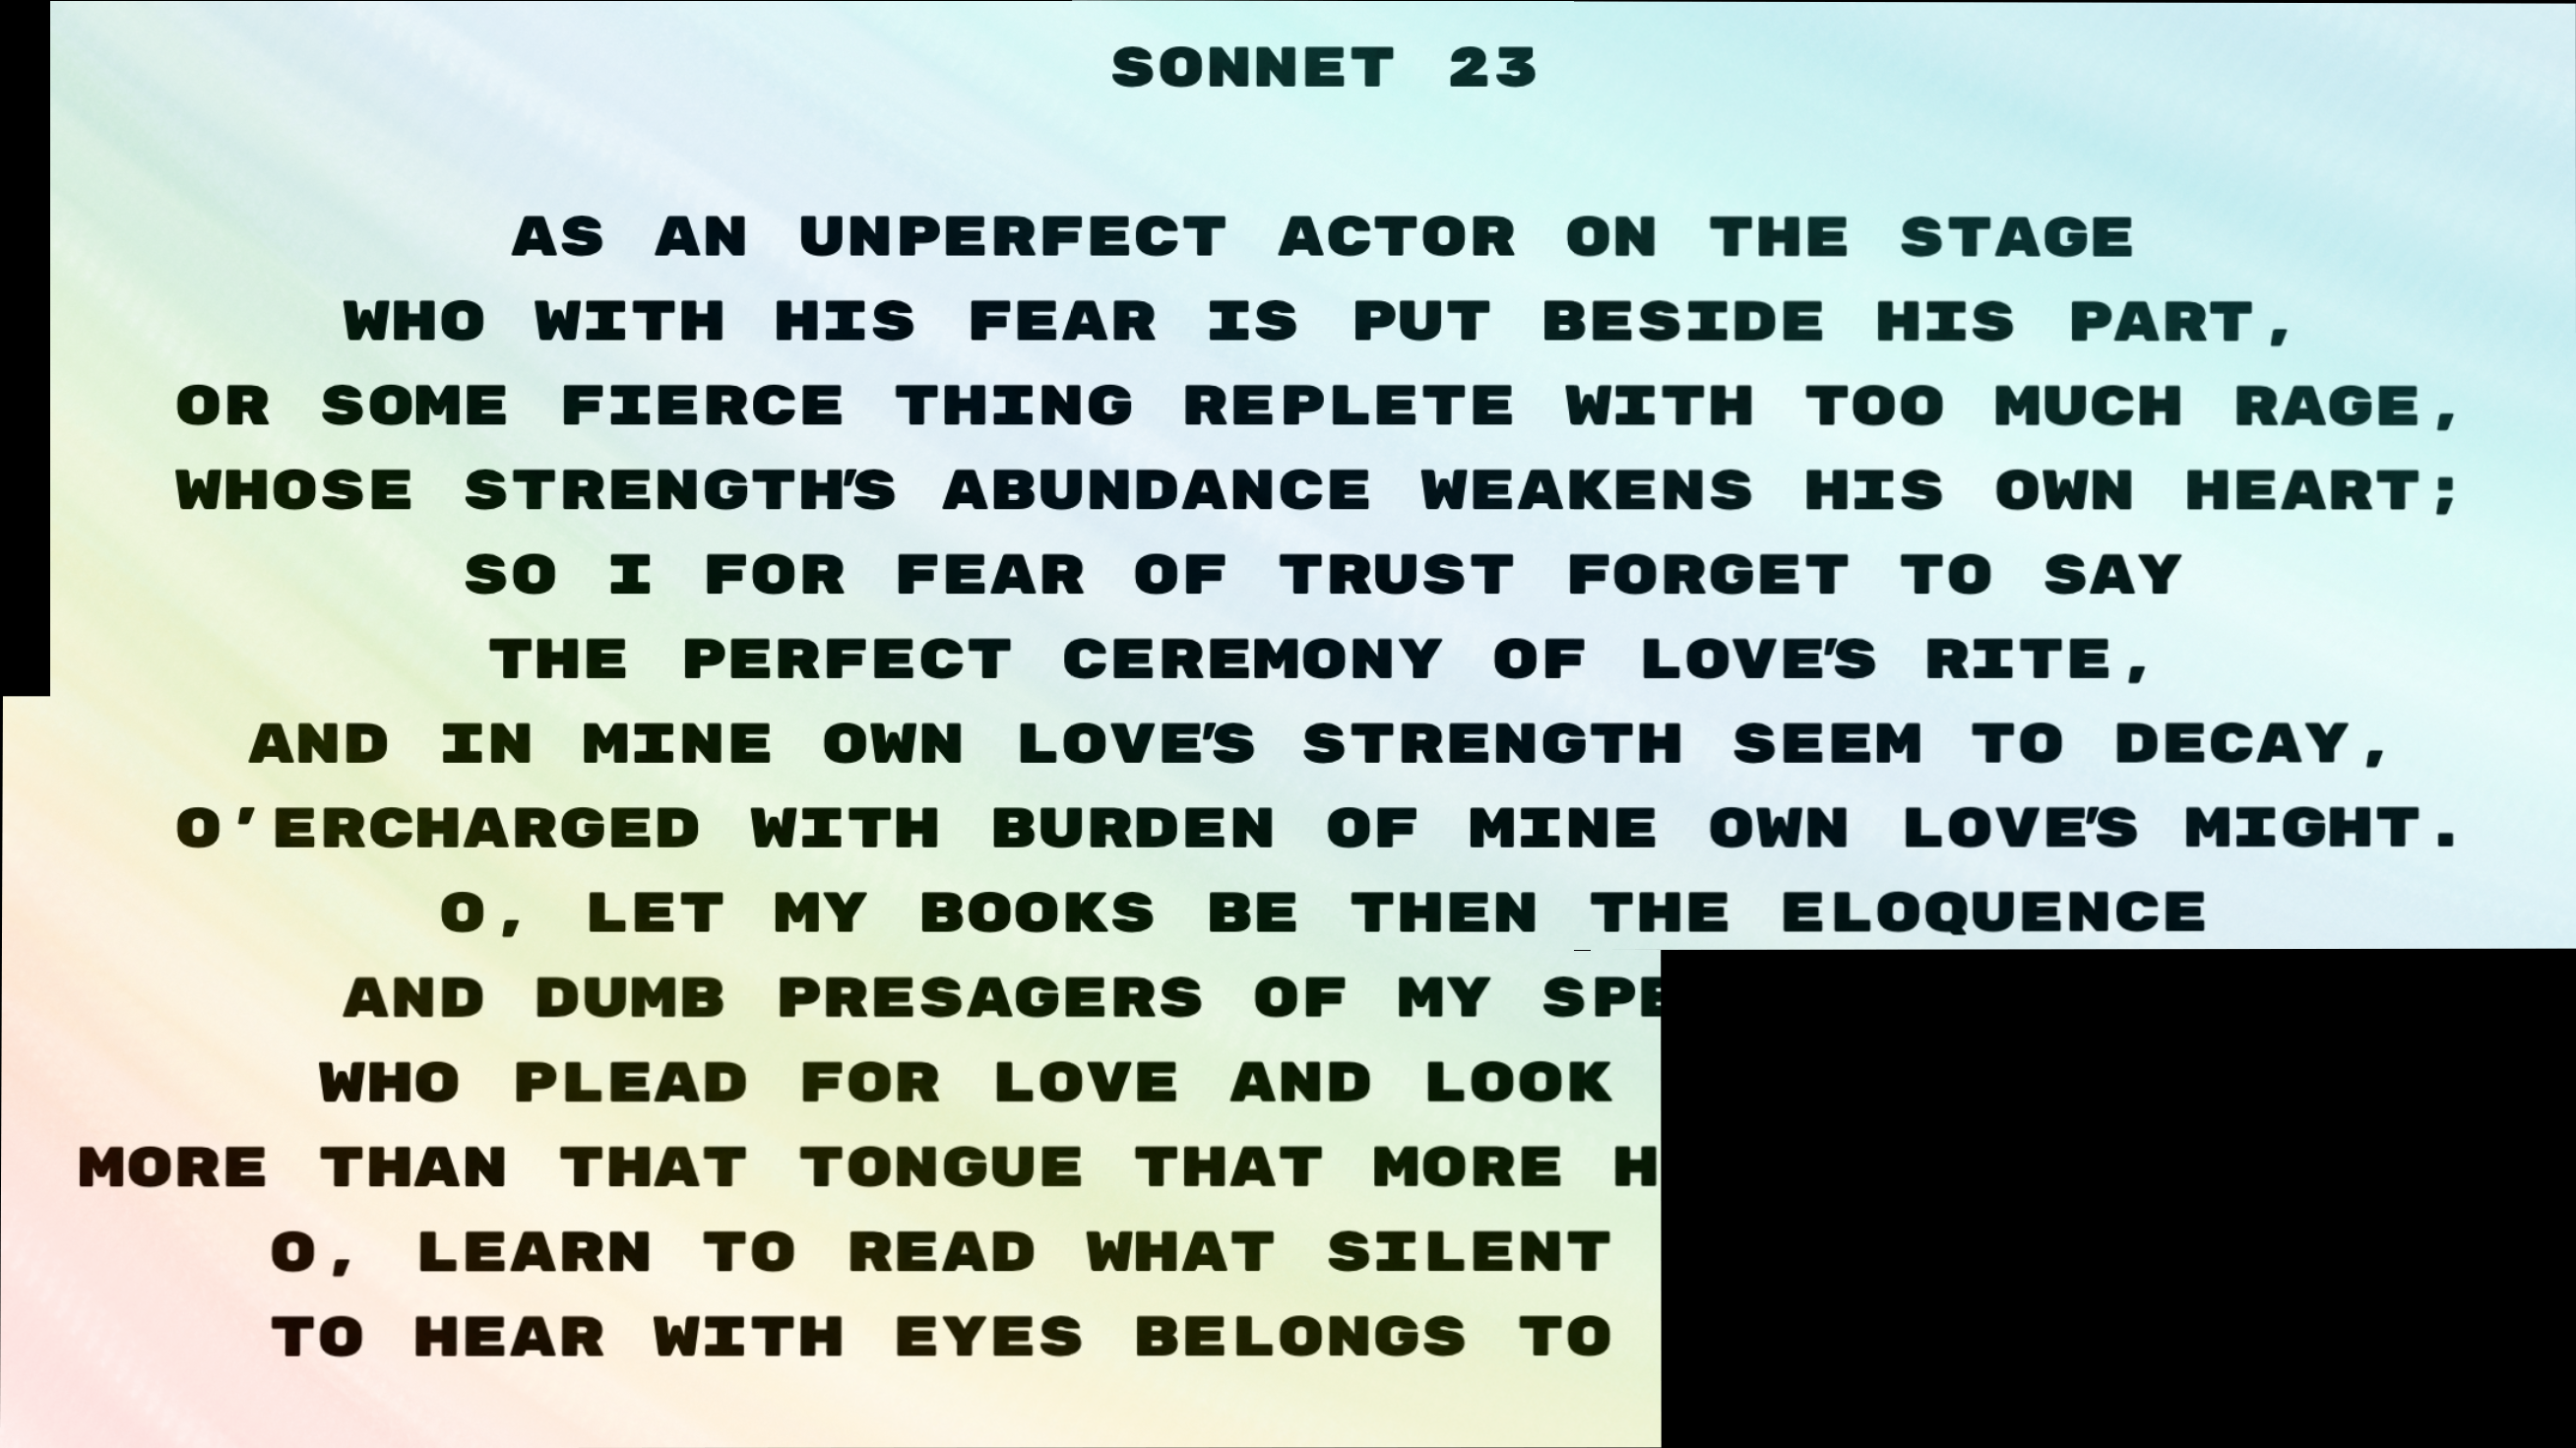 SONNET 23
AS AN UNPERFECT ACTOR ON THE STAGE
WHO WITH HIS FEAR IS PUT BESIDE HIS PART,
OR SOME FIERCE THING REPLETE WITH TOO MUCH RAGE,
WHOSE STRENGTH'S ABUNDANCE WEAKENS HIS OWN HEART;
SO I FOR FEAR OF TRUST FORGET TO SAY
THE PERFECT CEREMONY OF LOVE'S RITE,
AND IN MINE OWN LOVE'S STRENGTH SEEM TO DECAY,
O'ERCHARGED WITH BURDEN OF MINE OWN LOVE'S MIGHT.
O, LET MY BOOKS BE THEN THE ELOQUENCE
AND DUMB PRESAGERS OF MY
WHO PLEAD FOR LOVE AND LOOK
MORE THAN THAT TONGUE THAT MORE
O, LEARN TO READ WHAT SILENT
TO HEAR WITH EYES BELONGS TO